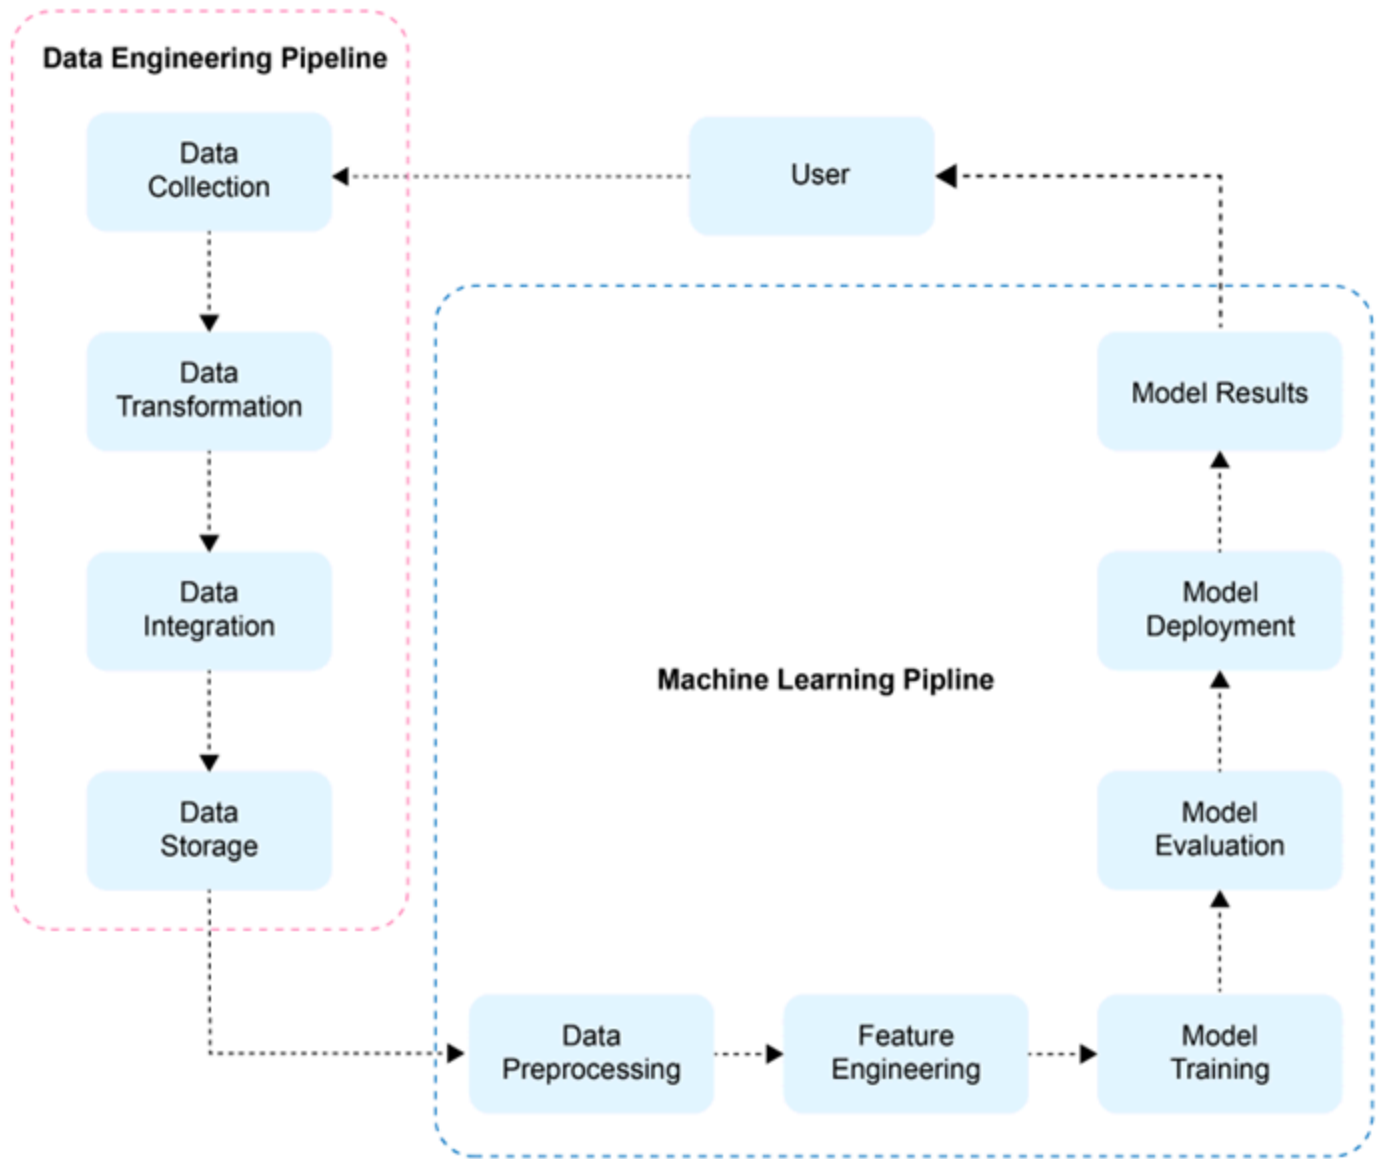 Data Engineering Pipeline
Data
Collection
User
Data
Transformation
Model Results
Data
Integration
Model
Deployment
Machine Learning Pipline
Data
Storage
Model
Evaluation
Data
Preprocessing
Feature
Engineering
Model
Training